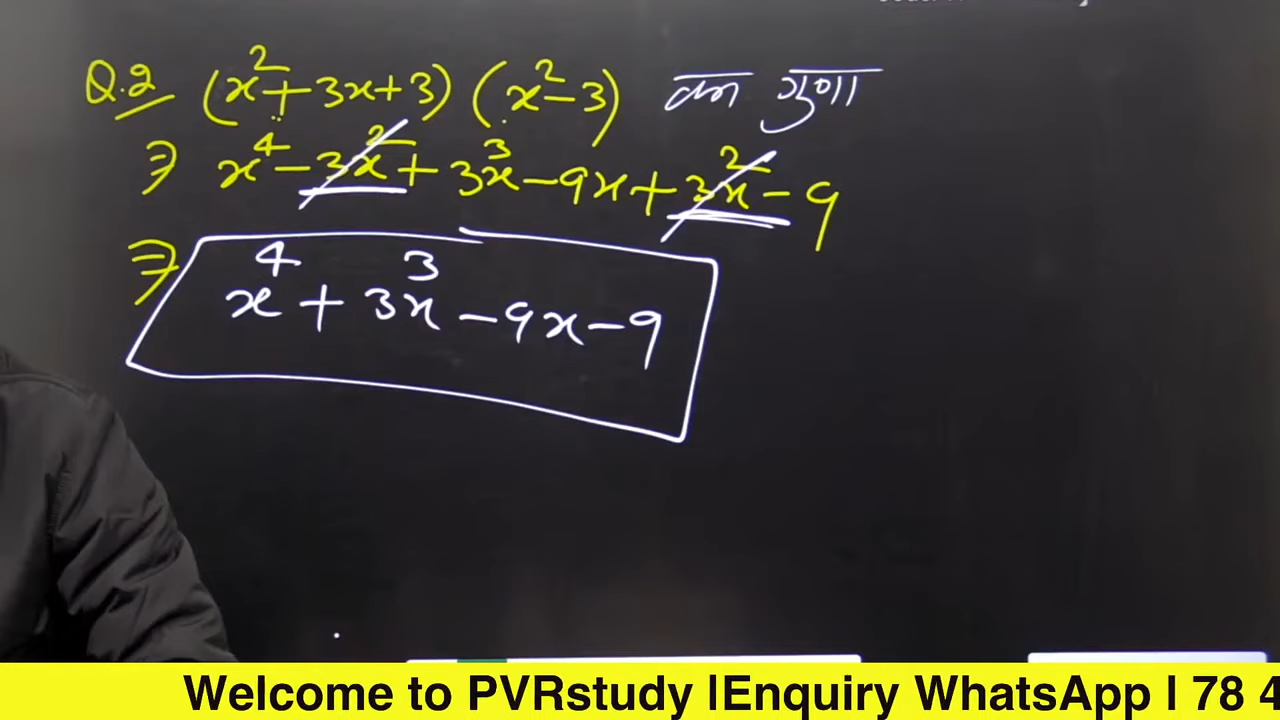 Q.2 (x²+3x+3) (x²-3) का गुणा
⇒ x⁴-3x²+3x³-9x+3x²-9
⇒ x⁴+3x³-9x-9
Welcome to PVRstudy |Enquiry WhatsApp | 78 4